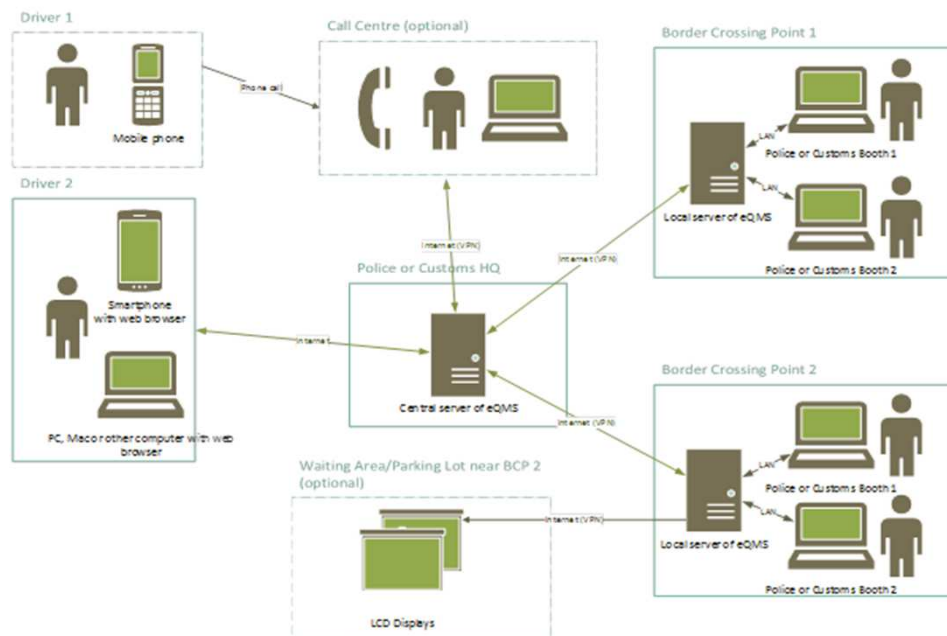 Driver 1
Mobile phone
Phone call
Call Centre (optional)
Border Crossing Point 1
LAN
Police or Customs Booth 1
LAN
Local server of eQMS
Police or Customs Booth 2
Driver 2
Smartphone
with web browser
PC, Mac or other computer with web
browser
Internet
Internet (VPN)
Internet (VPN)
Police or Customs HQ
Central server of eQMS
Internet (VPN)
Border Crossing Point 2
LAN
Police or Customs Booth 1
LAN
Local server of eQMS
Police or Customs Booth 2
Waiting Area/Parking Lot near BCP 2
(optional)
Internet (VPN)
LCD Displays